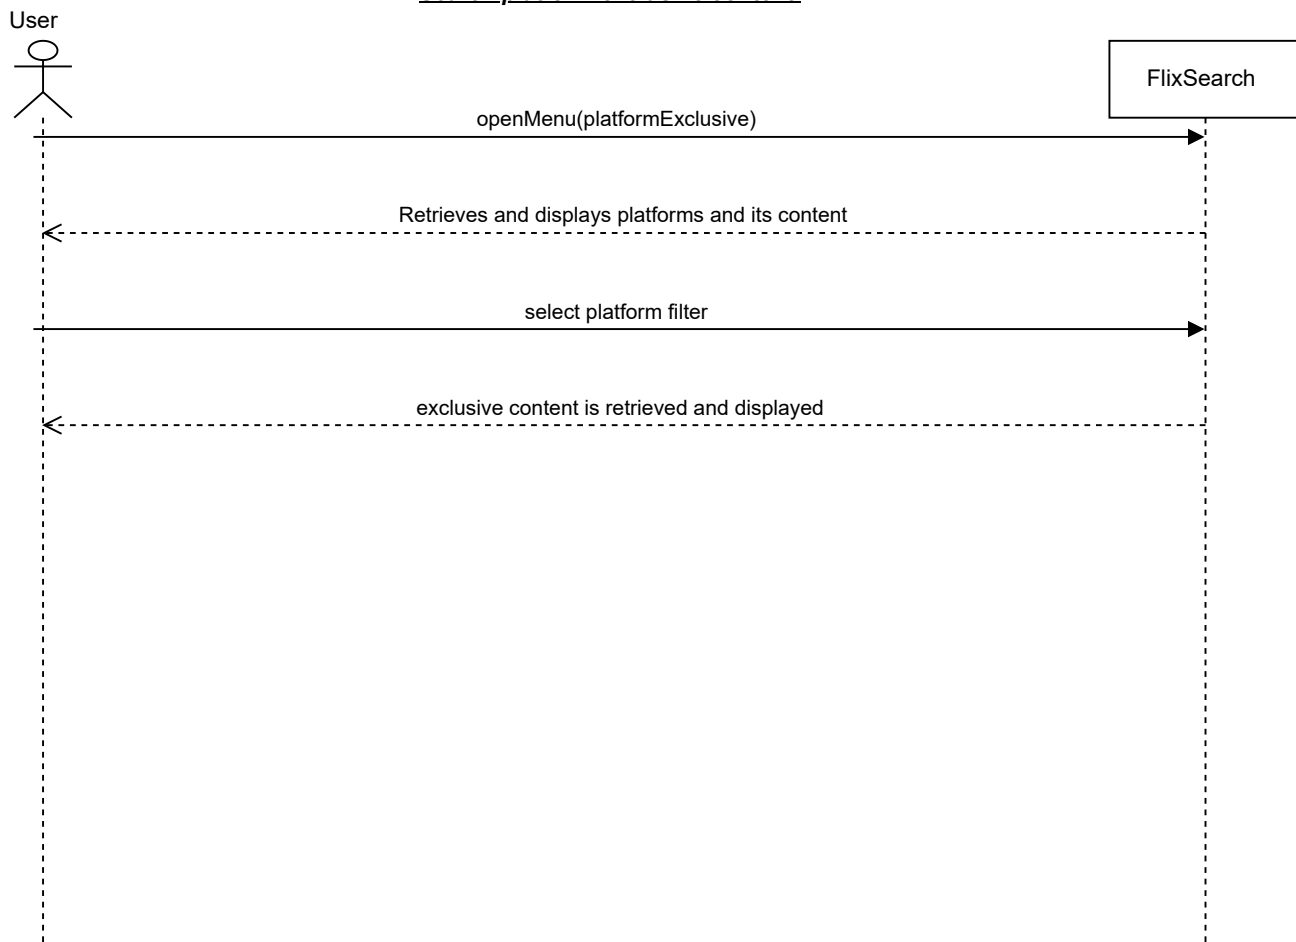 User
FlixSearch
openMenu(platformExclusive)
Retrieves and displays platforms and its content
select platform filter
exclusive content is retrieved and displayed